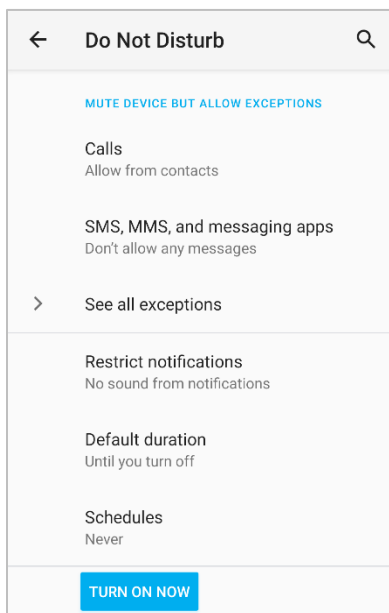 Do Not Disturb
MUTE DEVICE BUT ALLOW EXCEPTIONS
Calls
Allow from contacts
SMS, MMS, and messaging apps
Don't allow any messages
See all exceptions
Restrict notifications
No sound from notifications
Default duration
Until you turn off
Schedules
Never
TURN ON NOW